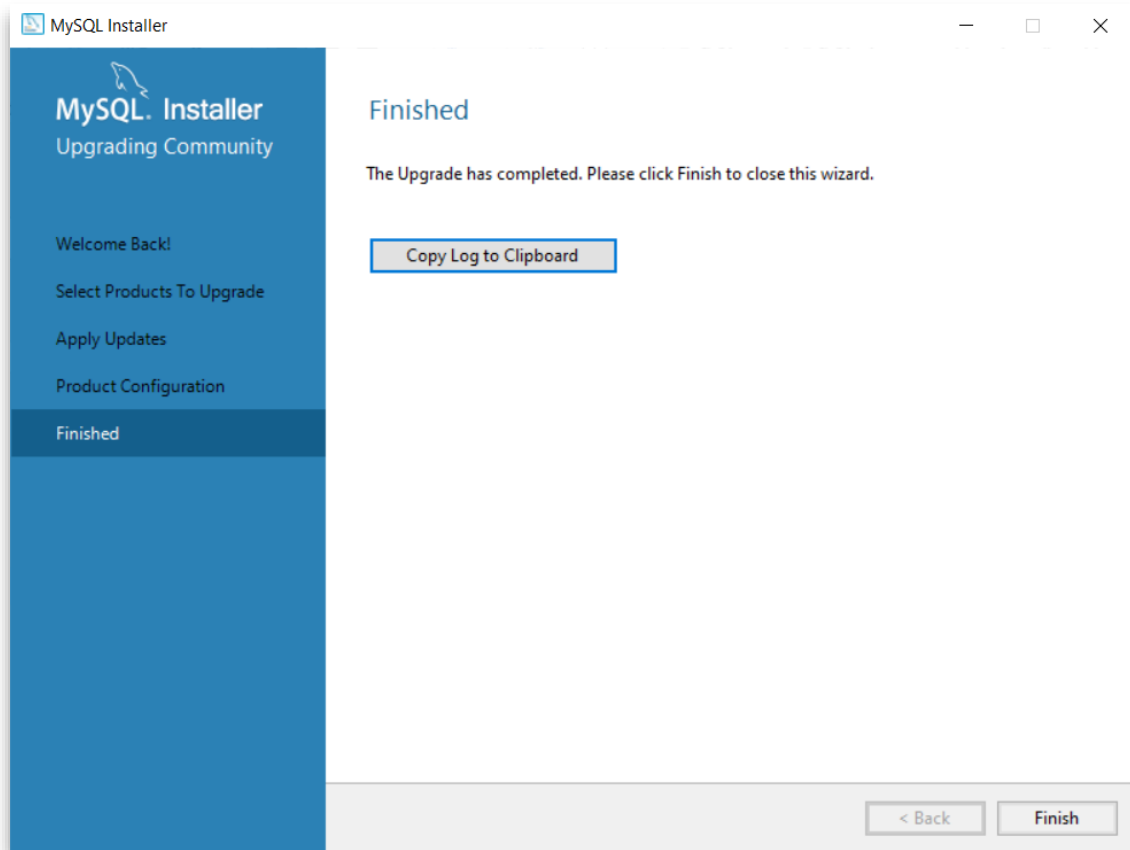 MySQL Installer
MySQL. Installer
Upgrading Community
Welcome Back!
Select Products To Upgrade
Apply Updates
Product Configuration
Finished
Finished
The Upgrade has completed. Please click Finish to close this wizard.
Copy Log to Clipboard
< Back
Finish